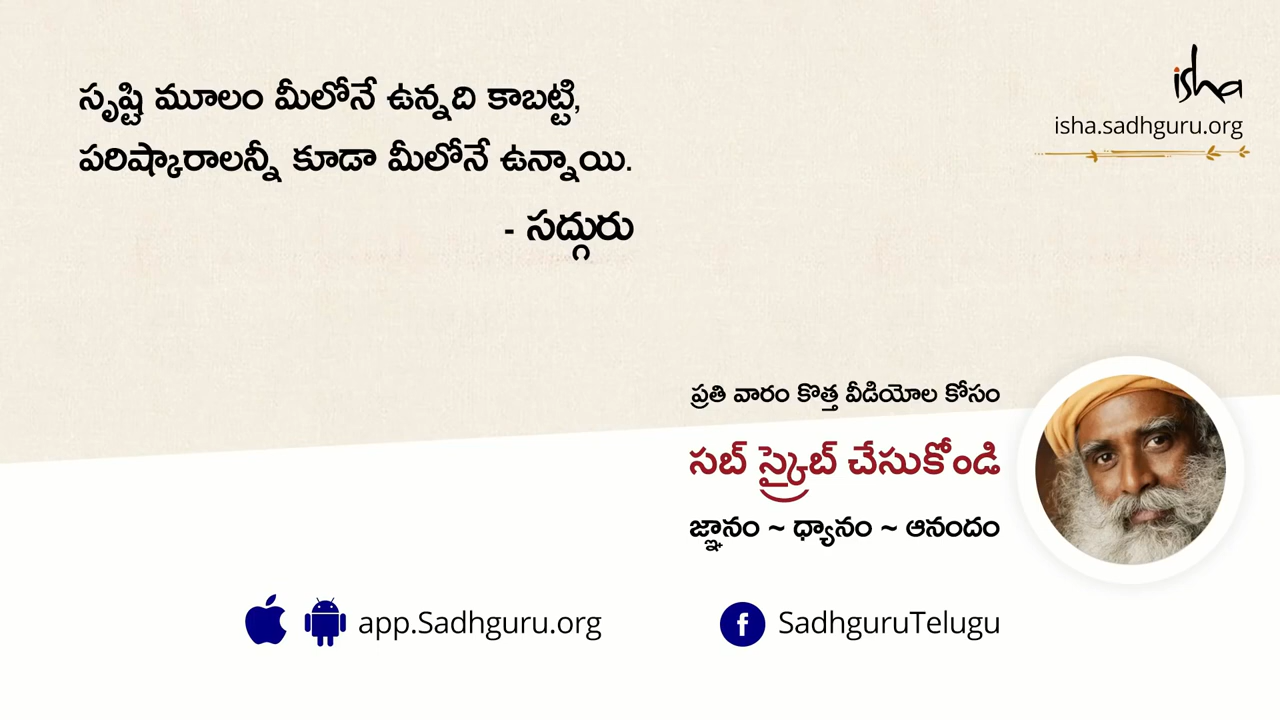 సృష్టి మూలం మీలోనే ఉన్నది కాబట్టి,
పరిష్కారాలన్నీ కూడా మీలోనే ఉన్నాయి.
- సద్గురు
isha
isha.sadhguru.org
ప్రతి వారం కొత్త వీడియోల కోసం
సబ్ స్క్రైబ్ చేసుకోండి
జ్ఞానం ~ ధ్యానం ~ ఆనందం
app.Sadhguru.org
f SadhguruTelugu